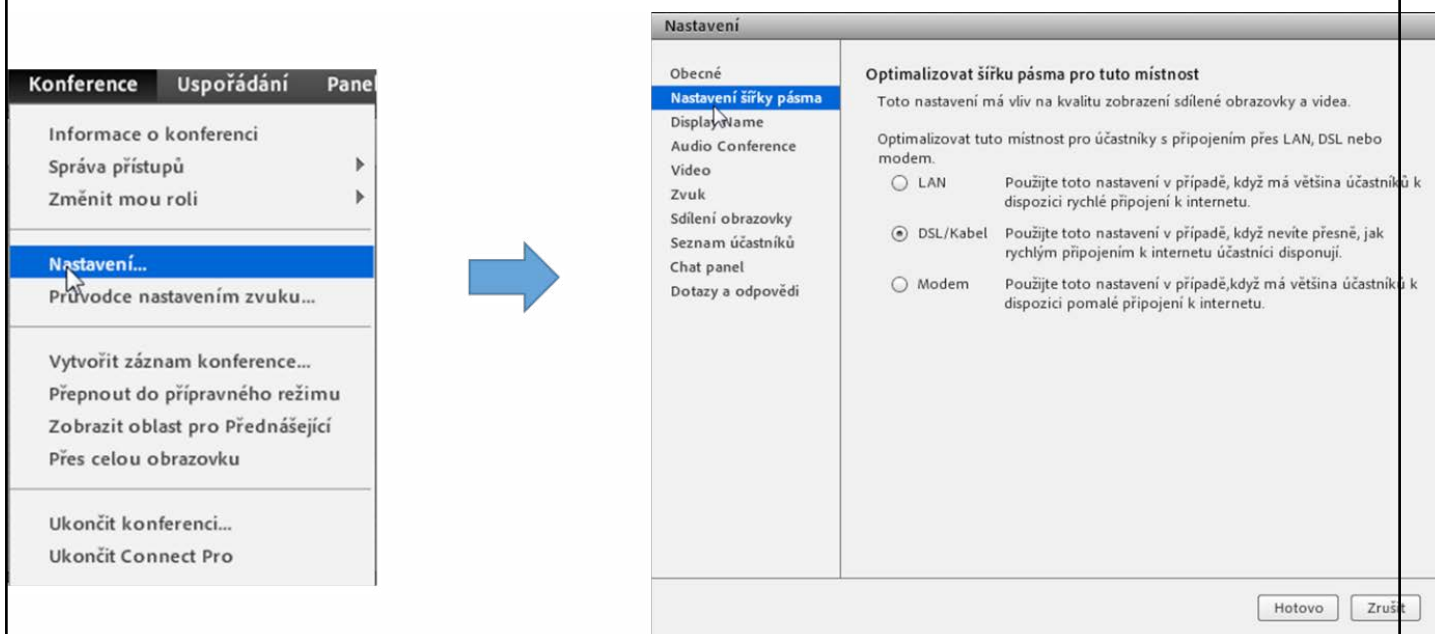 Konference Uspořádání Panel
Informace o konferenci
Správa přístupů
Změnit mou roli
Nastavení...
Průvodce nastavením zvuku...
Vytvořit záznam konference...
Přepnout do přípravného režimu
Zobrazit oblast pro Přednášející
Přes celou obrazovku
Ukončit konferenci...
Ukončit Connect Pro
Nastavení
Obecné
Nastavení šířky pásma
Display Name
Audio Conference
Video
Zvuk
Sdílení obrazovky
Seznam účastníků
Chat panel
Dotazy a odpovědi
Optimalizovat šířku pásma pro tuto místnost
Toto nastavení má vliv na kvalitu zobrazení sdílené obrazovky a videa.
Optimalizovat tuto místnost pro účastníky s připojením přes LAN, DSL nebo
modem.
LAN Použijte toto nastavení v případě, když má většina účastníků k
dispozici rychlé připojení k internetu.
DSL/Kabel Použijte toto nastavení v případě, když nevíte přesně, jak
rychlým připojením k internetu účastníci disponují.
Modem Použijte toto nastavení v případě,když má většina účastníků k
dispozici pomalé připojení k internetu.
Hotovo Zrušit